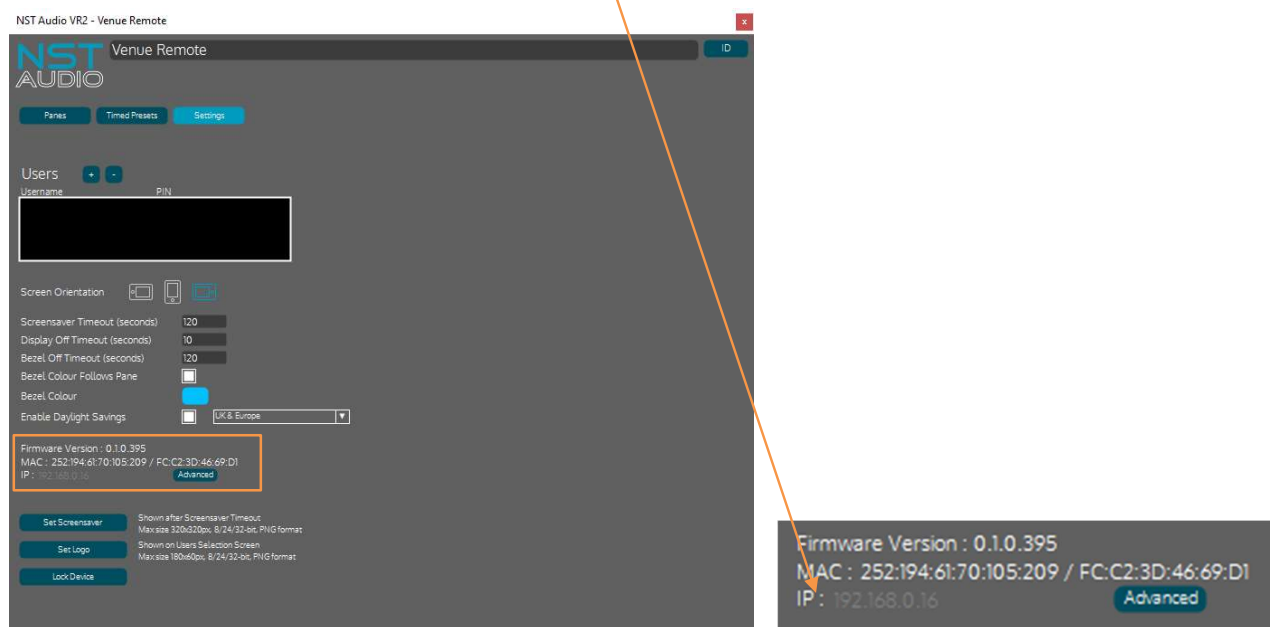 NST Audio VR2 - Venue Remote
x
NST AUDIO
Venue Remote
ID
Panes Timed Presets Settings
Users + -
Username PIN
Screen Orientation
Screensaver Timeout (seconds) 120
Display Off Timeout (seconds) 10
Bezel Off Timeout (seconds) 120
Bezel Colour Follows Pane
Bezel Colour
Enable Daylight Savings UK & Europe
Firmware Version : 0.1.0.395
MAC : 252:194:61:70:105:209 / FC:C2:3D:46:69:D1
IP : 192.168.0.16 Advanced
Set Screensaver Shown after Screensaver Timeout
Max size 320x320px, 8/24/32-bit, PNG format
Set Logo Shown on Users Selection Screen
Max size 180x60px, 8/24/32-bit, PNG format
Lock Device
Firmware Version : 0.1.0.395
MAC : 252:194:61:70:105:209 / FC:C2:3D:46:69:D1
IP : 192.168.0.16 Advanced